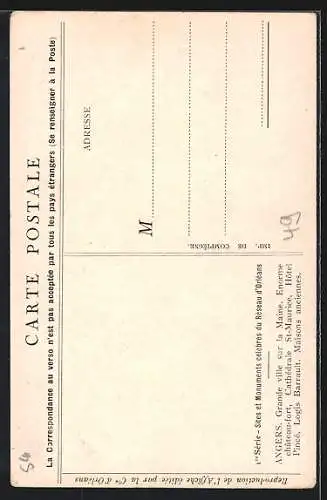 CARTE POSTALE
La Correspondance au verso n'est pas acceptée par tous les pays étrangers (Se renseigner à la Poste)
ADRESSE
M
IMP. DE COMPIÈGNE.
49
1re Série - Sites et Monuments célèbres du Réseau d'Orléans
ANGERS. Grande ville sur la Maine. Enorme
château-fort, Cathédrale St-Maurice, Hôtel
Pincé, Logis Barrault. Maisons anciennes.
Reproduction de l'Affiche éditée par la Cie d'Orléans
54